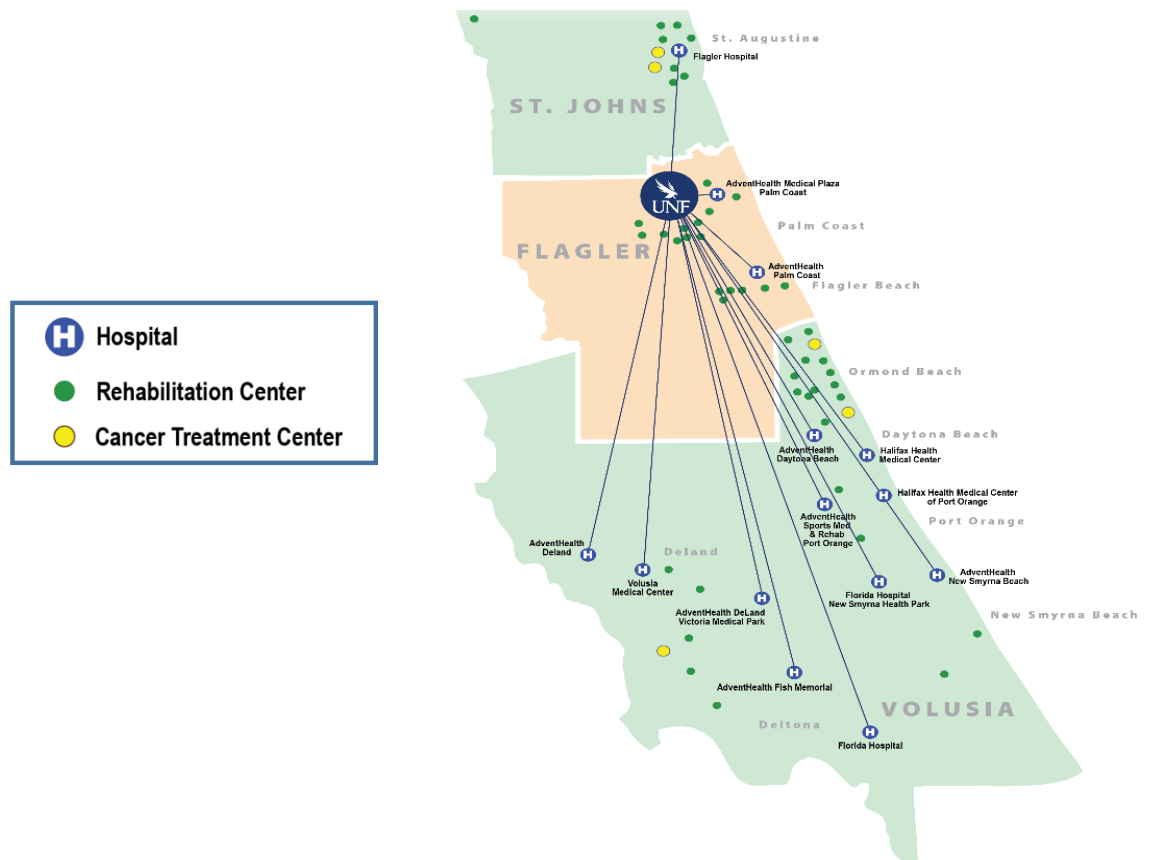 St. Augustine
Flagler Hospital
ST. JOHNS
AdventHealth Medical Plaza
Palm Coast
UNF
Palm Coast
FLAGLER
AdventHealth
Palm Coast
Flagler Beach
H Hospital
Rehabilitation Center
Cancer Treatment Center
Ormond Beach
Daytona Beach
AdventHealth
Daytona Beach
Halifax Health
Medical Center
Halifax Health Medical Center
of Port Orange
Port Orange
AdventHealth
Sports Med
& Rehab
Port Orange
AdventHealth
Deland
Deland
Volusia
Medical Center
AdventHealth
New Smyrna Beach
Florida Hospital
New Smyrna Health Park
AdventHealth DeLand
Victoria Medical Park
New Smyrna Beach
AdventHealth Fish Memorial
VOLUSIA
Deltona
Florida Hospital